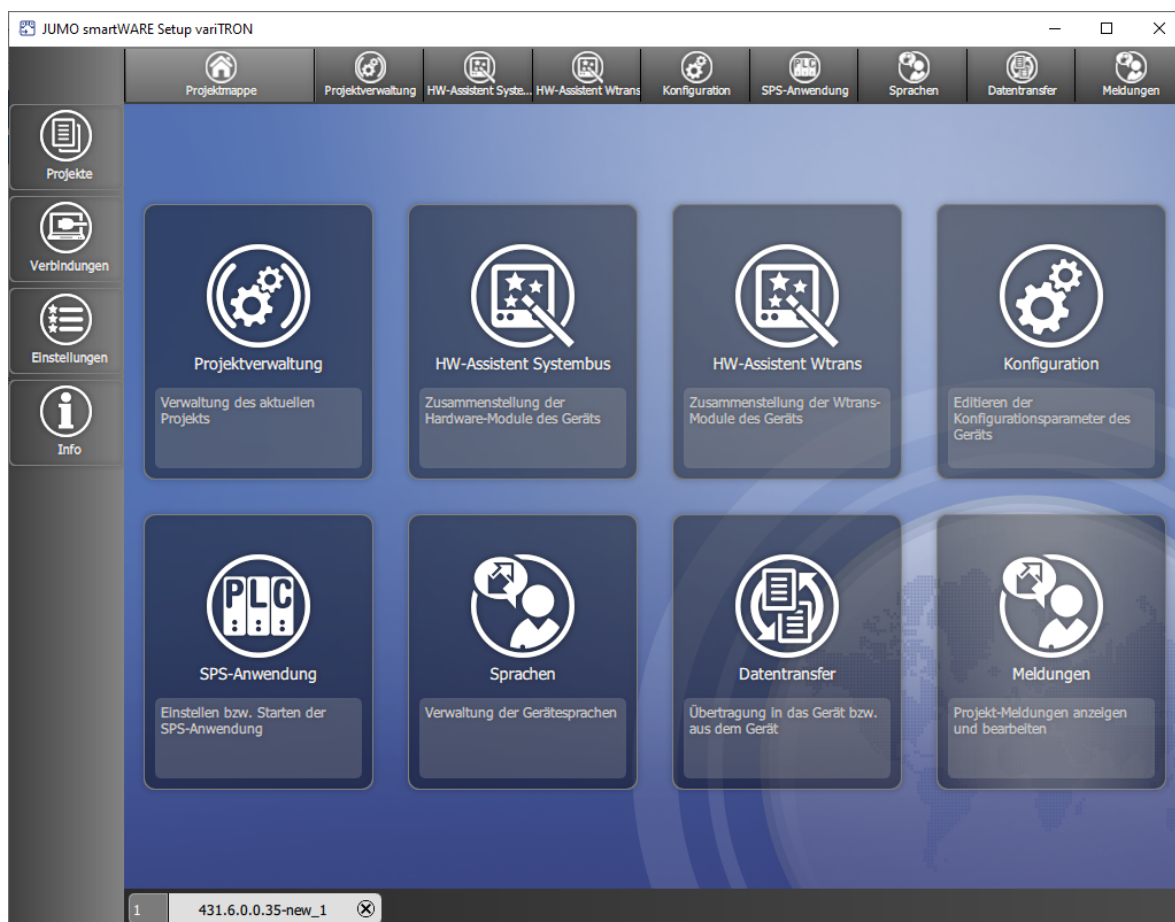 JUMO smartWARE Setup variTRON
Projektmappe
Projektverwaltung
HW-Assistent Syste...
HW-Assistent Wtrans
Konfiguration
SPS-Anwendung
Sprachen
Datentransfer
Meldungen
Projekte
Verbindungen
Einstellungen
Info
Projektverwaltung
Verwaltung des aktuellen
Projekts
HW-Assistent Systembus
Zusammenstellung der
Hardware-Module des Geräts
HW-Assistent Wtrans
Zusammenstellung der Wtrans-
Module des Geräts
Konfiguration
Editieren der
Konfigurationsparameter des
Geräts
PLC
SPS-Anwendung
Einstellen bzw. Starten der
SPS-Anwendung
Sprachen
Verwaltung der Gerätesprachen
Datentransfer
Übertragung in das Gerät bzw.
aus dem Gerät
Meldungen
Projekt-Meldungen anzeigen
und bearbeiten
1
431.6.0.0.35-new_1